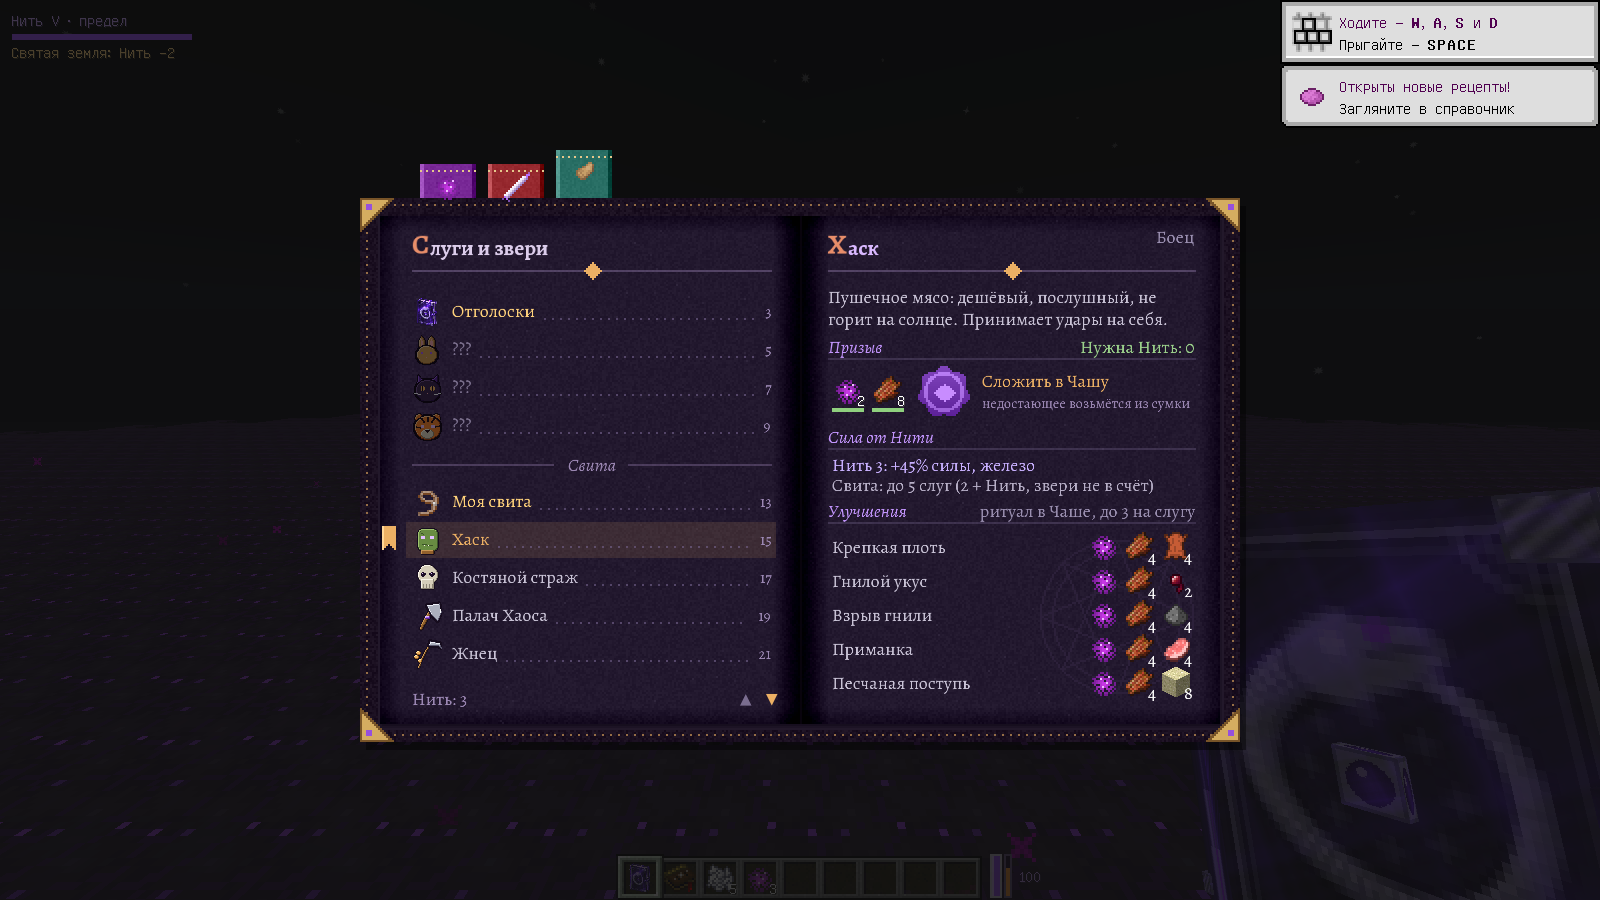 Нить V · предел
Святая земля: Нить -2
Ходите – W, A, S и D
Прыгайте – SPACE
Открыты новые рецепты!
Загляните в справочник
Слуги и звери
Отголоски 3
??? 5
??? 7
??? 9
Свита
Моя свита 13
Хаск 15
Костяной страж 17
Палач Хаоса 19
Жнец 21
Нить: 3
Хаск
Боец
Пушечное мясо: дешёвый, послушный, не
горит на солнце. Принимает удары на себя.
Призыв
Нужна Нить: 0
2 8
Сложить в Чашу
недостающее возьмётся из сумки
Сила от Нити
Нить 3: +45% силы, железо
Свита: до 5 слуг (2 + Нить, звери не в счёт)
Улучшения
ритуал в Чаше, до 3 на слугу
Крепкая плоть 4 4
Гнилой укус 4 2
Взрыв гнили 4 4
Приманка 4 4
Песчаная поступь 4 8
5 3
100